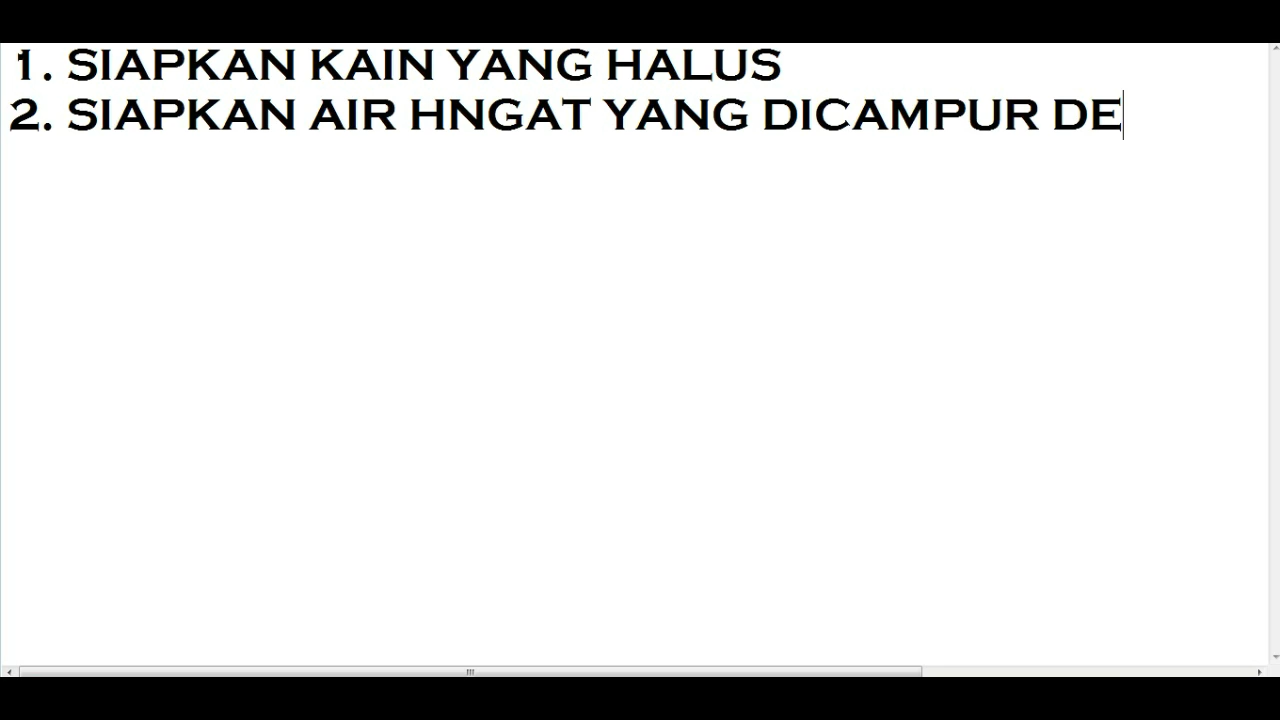 1. SIAPKAN KAIN YANG HALUS
2. SIAPKAN AIR HNGAT YANG DICAMPUR DE